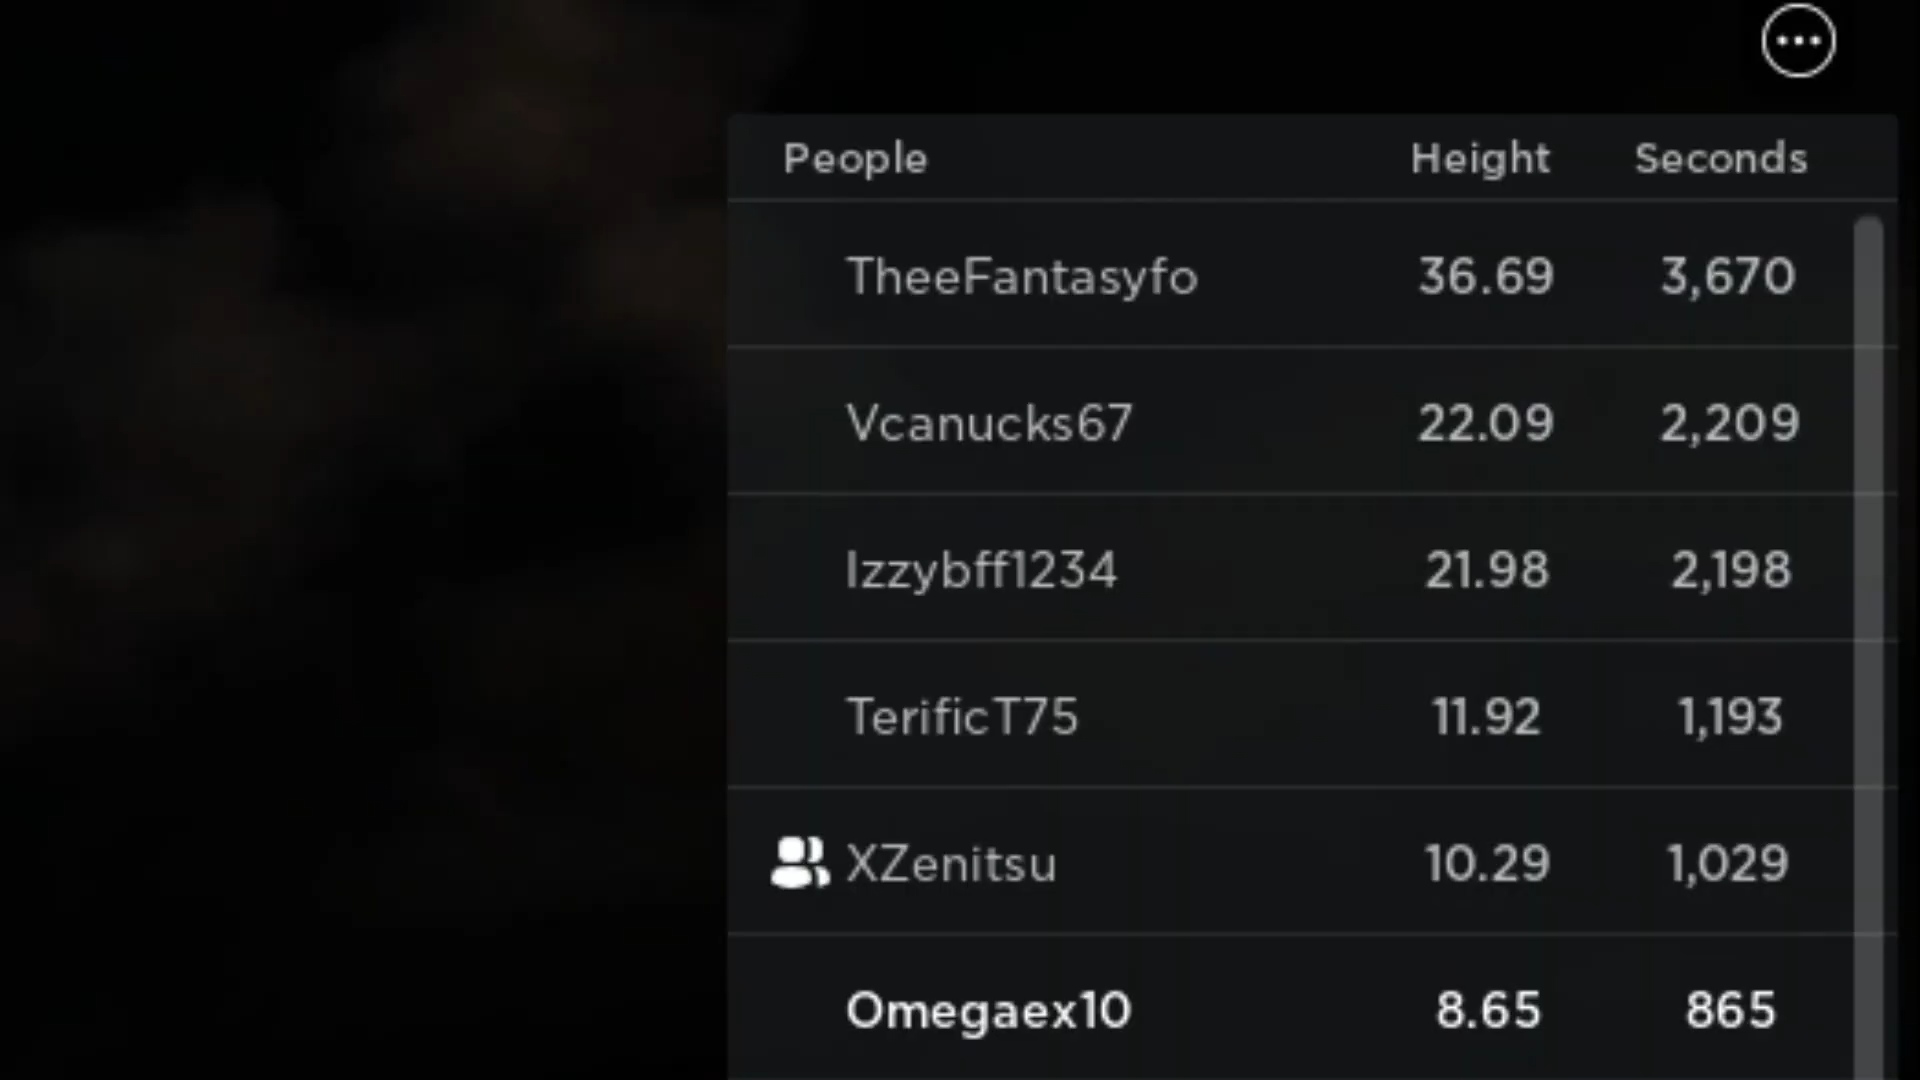 People Height Seconds
TheeFantasyfo 36.69 3,670
Vcanucks67 22.09 2,209
Izzybff1234 21.98 2,198
TerificT75 11.92 1,193
XZenitsu 10.29 1,029
Omegaex10 8.65 865